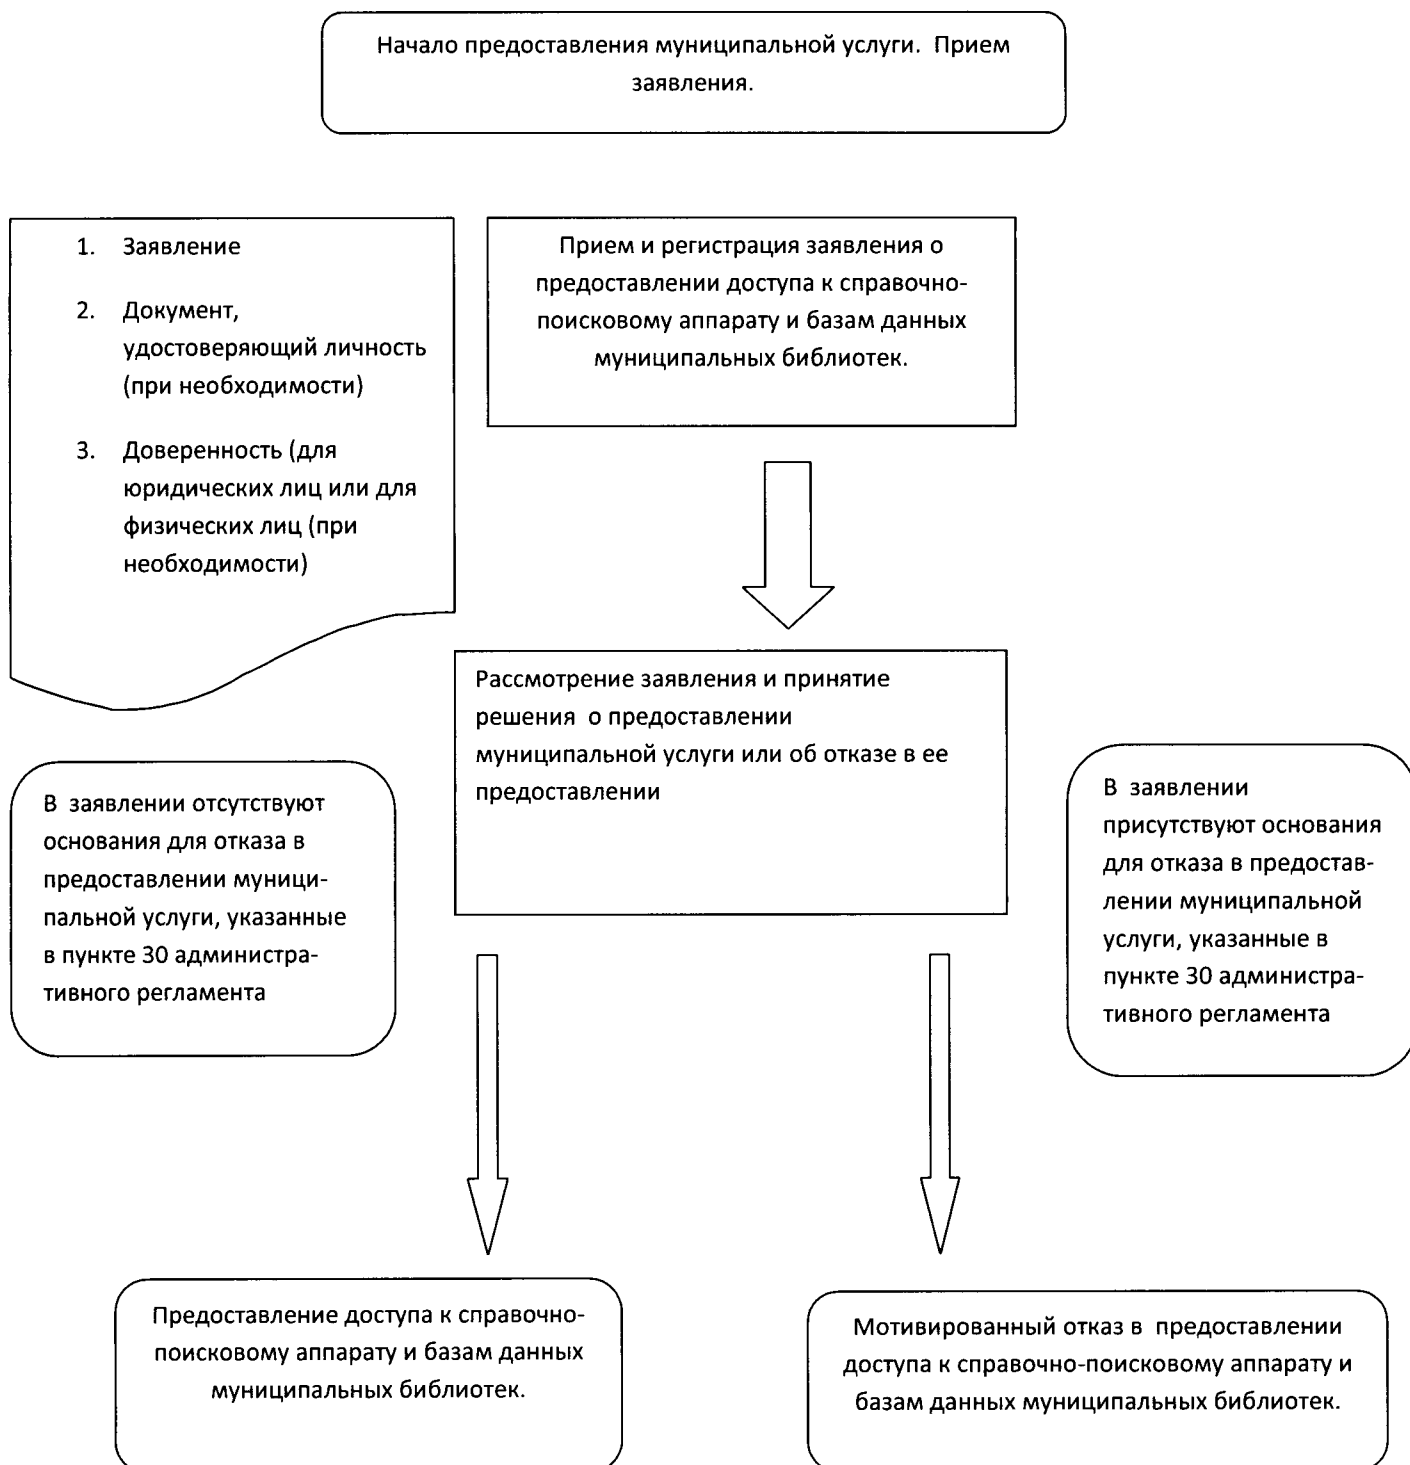 Начало предоставления муниципальной услуги.  Прием
заявления.
1. Заявление
2. Документ,
удостоверяющий личность
(при необходимости)
3. Доверенность (для
юридических лиц или для
физических лиц (при
необходимости)
Прием и регистрация заявления о
предоставлении доступа к справочно-
поисковому аппарату и базам данных
муниципальных библиотек.
Рассмотрение заявления и принятие
решения  о предоставлении
муниципальной услуги или об отказе в ее
предоставлении
В  заявлении отсутствуют
основания для отказа в
предоставлении муници-
пальной услуги, указанные
в пункте 30 администра-
тивного регламента
В  заявлении
присутствуют основания
для отказа в предостав-
лении муниципальной
услуги, указанные в
пункте 30 администра-
тивного регламента
Предоставление доступа к справочно-
поисковому аппарату и базам данных
муниципальных библиотек.
Мотивированный отказ в  предоставлении
доступа к справочно-поисковому аппарату и
базам данных муниципальных библиотек.